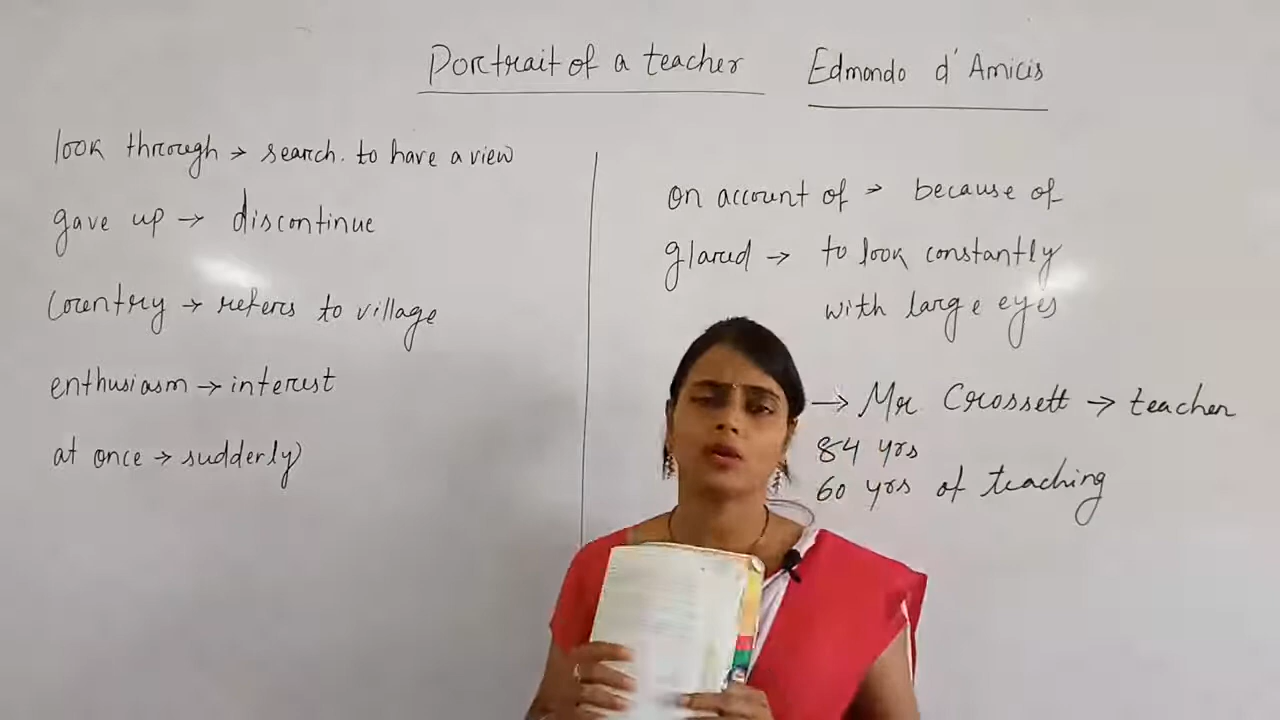 Portrait of a teacher Edmondo d'Amicis
look through → search. to have a view
gave up → discontinue
Country → refers to village
enthusiasm → interest
at once → sudderly
on account of → because of
glared → to look constantly
with large eyes
→ Mr Crossett → teacher
84 yrs
60 yrs of teaching